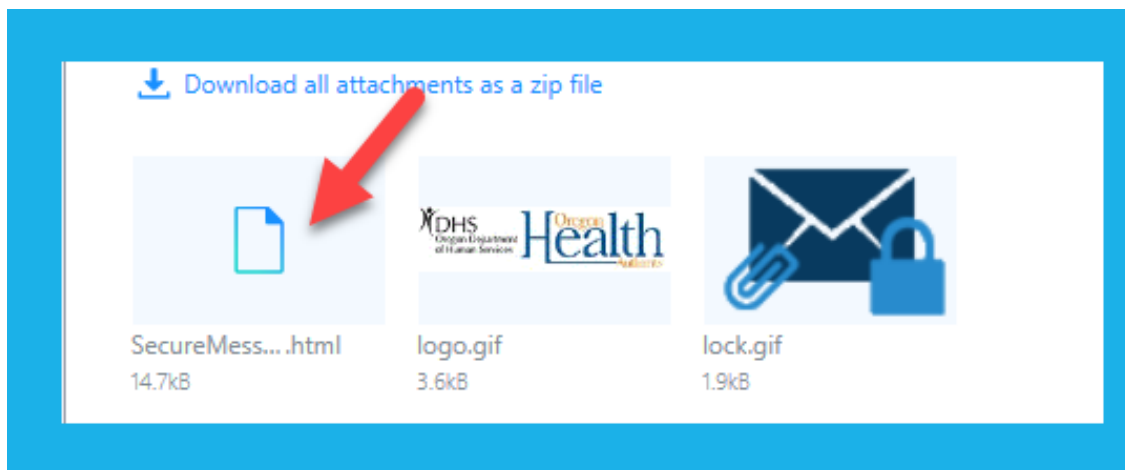 Download all attachments as a zip file
DHS
Oregon Department
of Human Services
Oregon
Health
Authority
SecureMess... .html
logo.gif
lock.gif
14.7kB
3.6kB
1.9kB